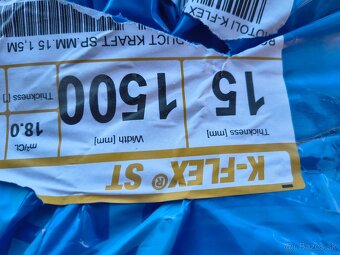 ROTOLI K-FLEX
DUCT KRAFT SP.MM.15 1,5M
Thickness [mm]
15
Width [mm]
1500
m²/Ct.
18.0
K-FLEX® ST